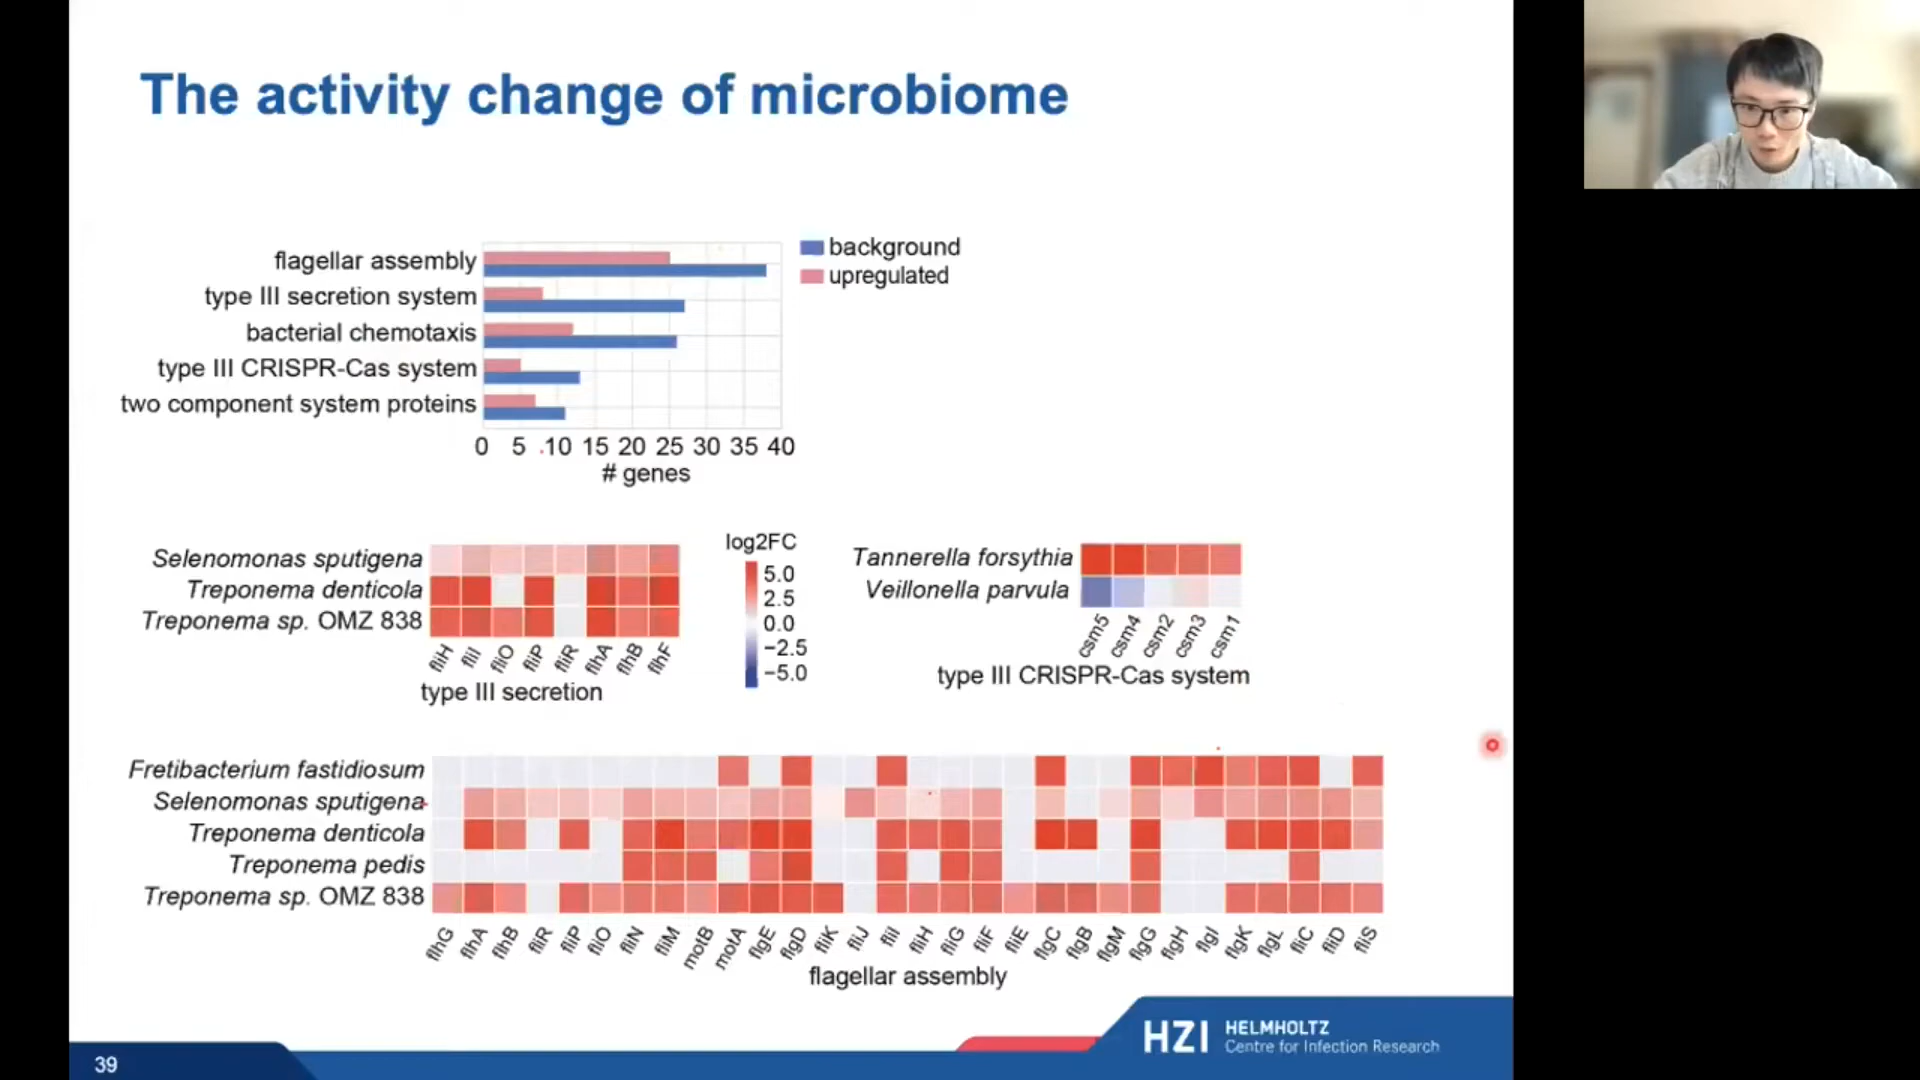 The activity change of microbiome
background
upregulated
flagellar assembly
type III secretion system
bacterial chemotaxis
type III CRISPR-Cas system
two component system proteins
0 5 10 15 20 25 30 35 40
# genes
Selenomonas sputigena
Treponema denticola
Treponema sp. OMZ 838
fliH fliI fliO fliP fliR flhA flhB flhF
type III secretion
log2FC
5.0
2.5
0.0
−2.5
−5.0
Tannerella forsythia
Veillonella parvula
csm5 csm4 csm2 csm3 csm1
type III CRISPR-Cas system
Fretibacterium fastidiosum
Selenomonas sputigena
Treponema denticola
Treponema pedis
Treponema sp. OMZ 838
flhG flhA flhB fliR fliP fliO fliN fliM motB motA flgE flgD fliK fliJ fliI fliH fliG fliF fliE flgC flgB flgM flgG flgH flgI flgK flgL fliC fliD fliS
flagellar assembly
HZI HELMHOLTZ
Centre for Infection Research
39